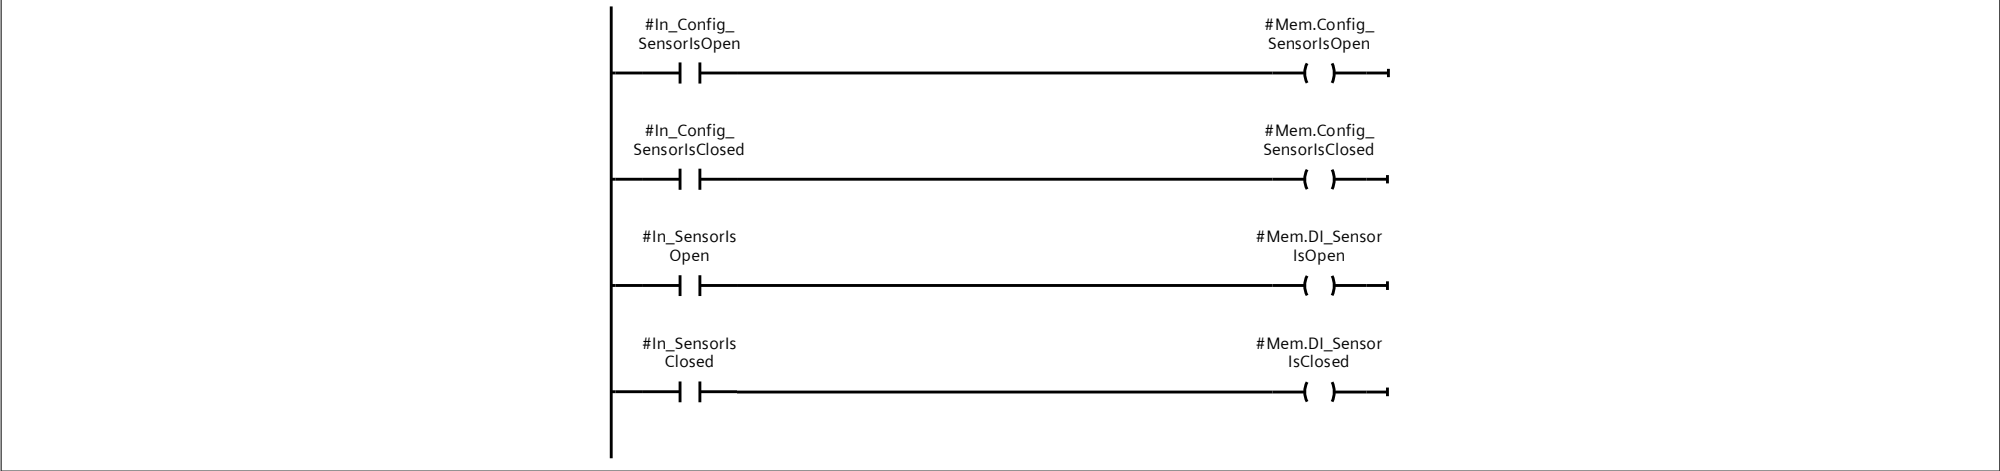 #In_Config_
SensorIsOpen
#Mem.Config_
SensorIsOpen
#In_Config_
SensorIsClosed
#Mem.Config_
SensorIsClosed
#In_SensorIs
Open
#Mem.DI_Sensor
IsOpen
#In_SensorIs
Closed
#Mem.DI_Sensor
IsClosed